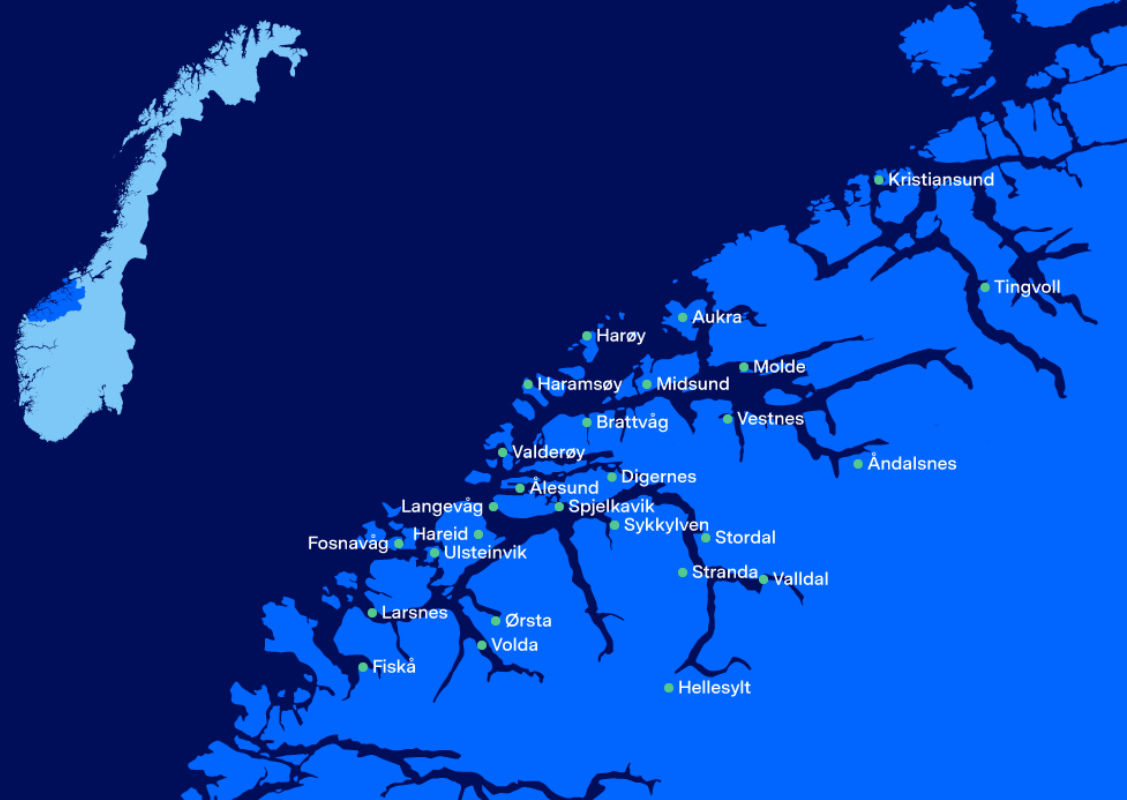 Kristiansund
Tingvoll
Aukra
Harøy
Molde
Haramsøy
Midsund
Brattvåg
Vestnes
Valderøy
Åndalsnes
Digernes
Ålesund
Langevåg
Spjelkavik
Sykkylven
Hareid
Stordal
Fosnavåg
Ulsteinvik
Stranda
Valldal
Larsnes
Ørsta
Volda
Fiskå
Hellesylt